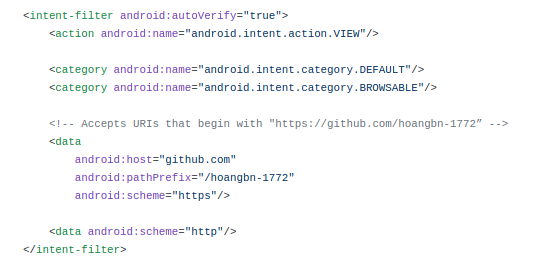 <intent-filter android:autoVerify="true">
<action android:name="android.intent.action.VIEW"/>
<category android:name="android.intent.category.DEFAULT"/>
<category android:name="android.intent.category.BROWSABLE"/>
<!-- Accepts URIs that begin with "https://github.com/hoangbn-1772” -->
<data
android:host="github.com"
android:pathPrefix="/hoangbn-1772"
android:scheme="https"/>
<data android:scheme="http"/>
</intent-filter>